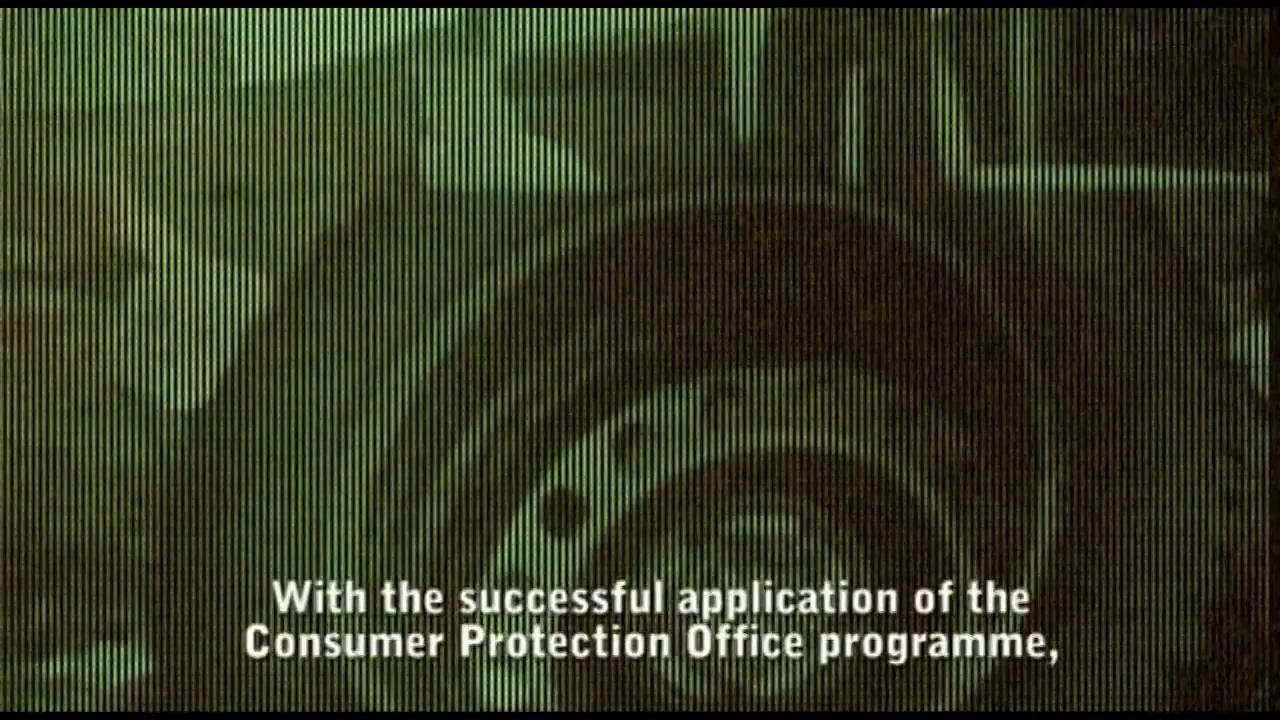 With the successful application of the
Consumer Protection Office programme,